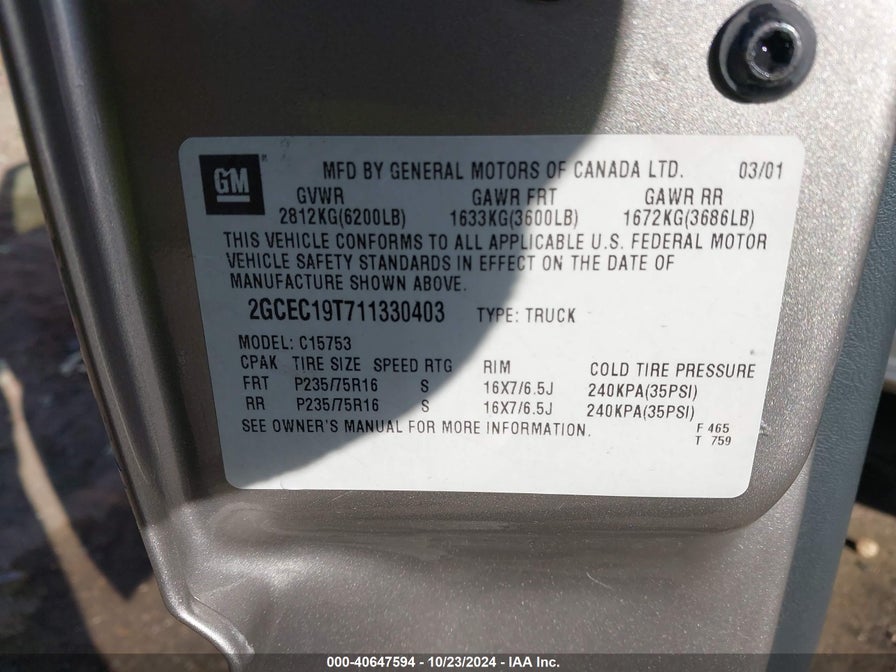 GM MFD BY GENERAL MOTORS OF CANADA LTD. 03/01
GVWR GAWR FRT GAWR RR
2812KG(6200LB) 1633KG(3600LB) 1672KG(3686LB)
THIS VEHICLE CONFORMS TO ALL APPLICABLE U.S. FEDERAL MOTOR
VEHICLE SAFETY STANDARDS IN EFFECT ON THE DATE OF
MANUFACTURE SHOWN ABOVE.
2GCEC19T711330403 TYPE: TRUCK
MODEL: C15753
CPAK TIRE SIZE SPEED RTG RIM COLD TIRE PRESSURE
FRT P235/75R16 S 16X7/6.5J 240KPA(35PSI)
RR P235/75R16 S 16X7/6.5J 240KPA(35PSI)
SEE OWNER'S MANUAL FOR MORE INFORMATION. F 465
T 759
000-40647594 - 10/23/2024 - IAA Inc.